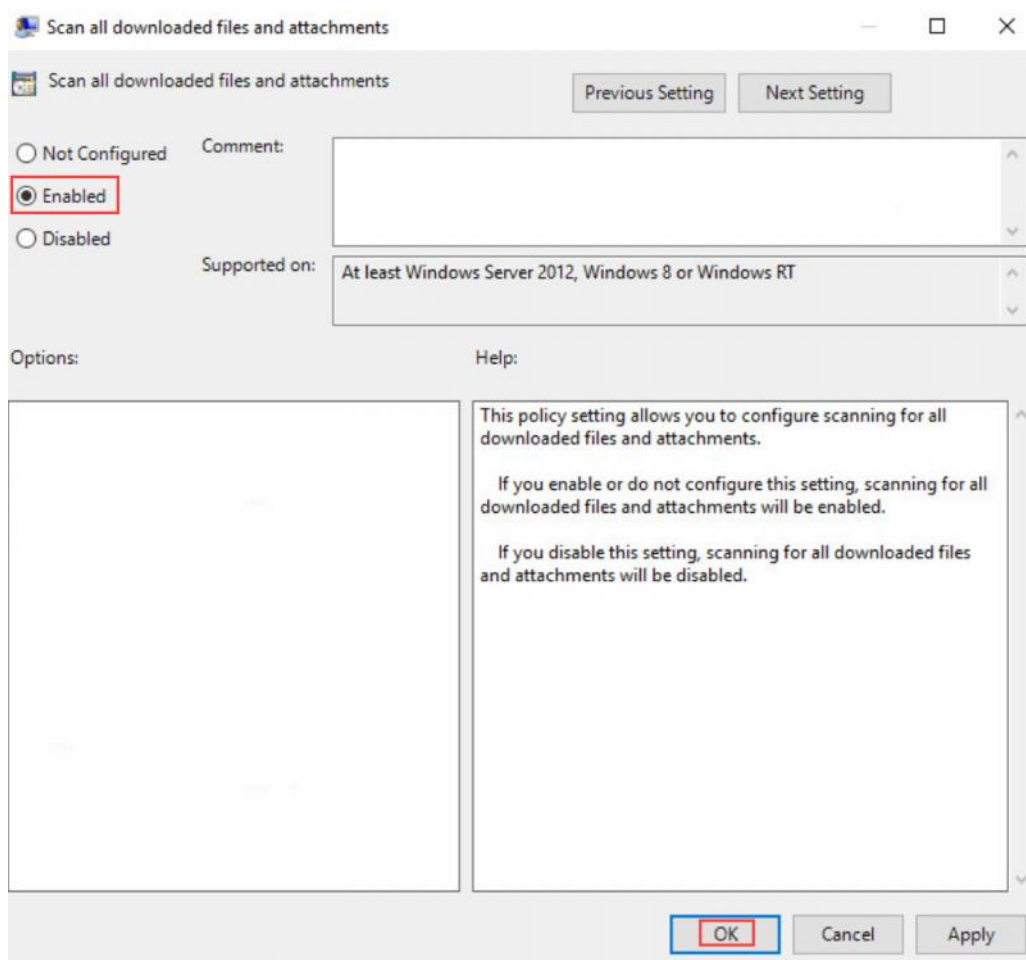 Scan all downloaded files and attachments
Scan all downloaded files and attachments
Previous Setting
Next Setting
Not Configured
Comment:
Enabled
Disabled
Supported on:
At least Windows Server 2012, Windows 8 or Windows RT
Options:
Help:
This policy setting allows you to configure scanning for all
downloaded files and attachments.
If you enable or do not configure this setting, scanning for all
downloaded files and attachments will be enabled.
If you disable this setting, scanning for all downloaded files
and attachments will be disabled.
OK
Cancel
Apply